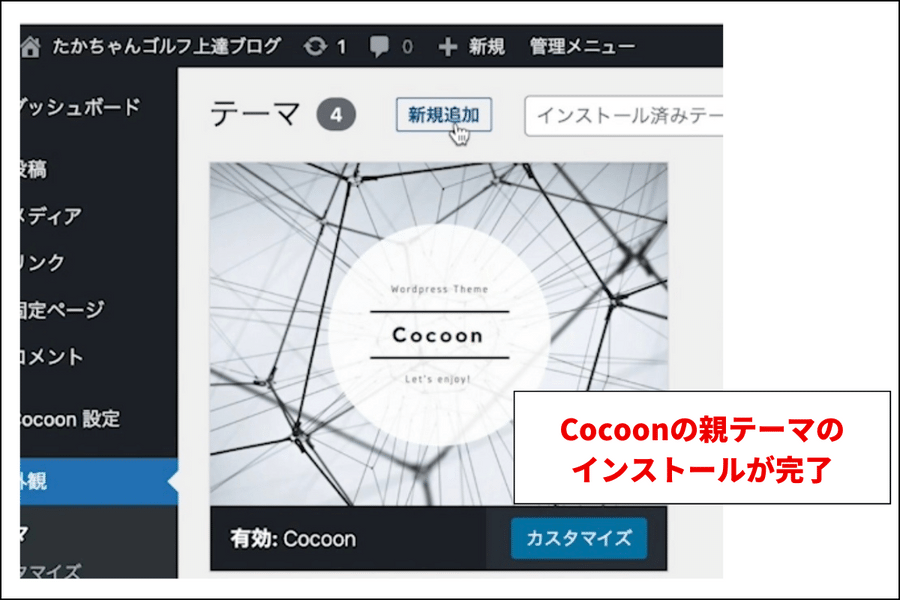 たかちゃんゴルフ上達ブログ 1 0 新規 管理メニュー
ダッシュボード
テーマ 4 新規追加 インストール済みテー
投稿
メディア
リンク
固定ページ
コメント
Cocoon 設定
外観
マ
タマイズ
Wordpress Theme
Cocoon
Let's enjoy!
有効: Cocoon カスタマイズ
Cocoonの親テーマの
インストールが完了